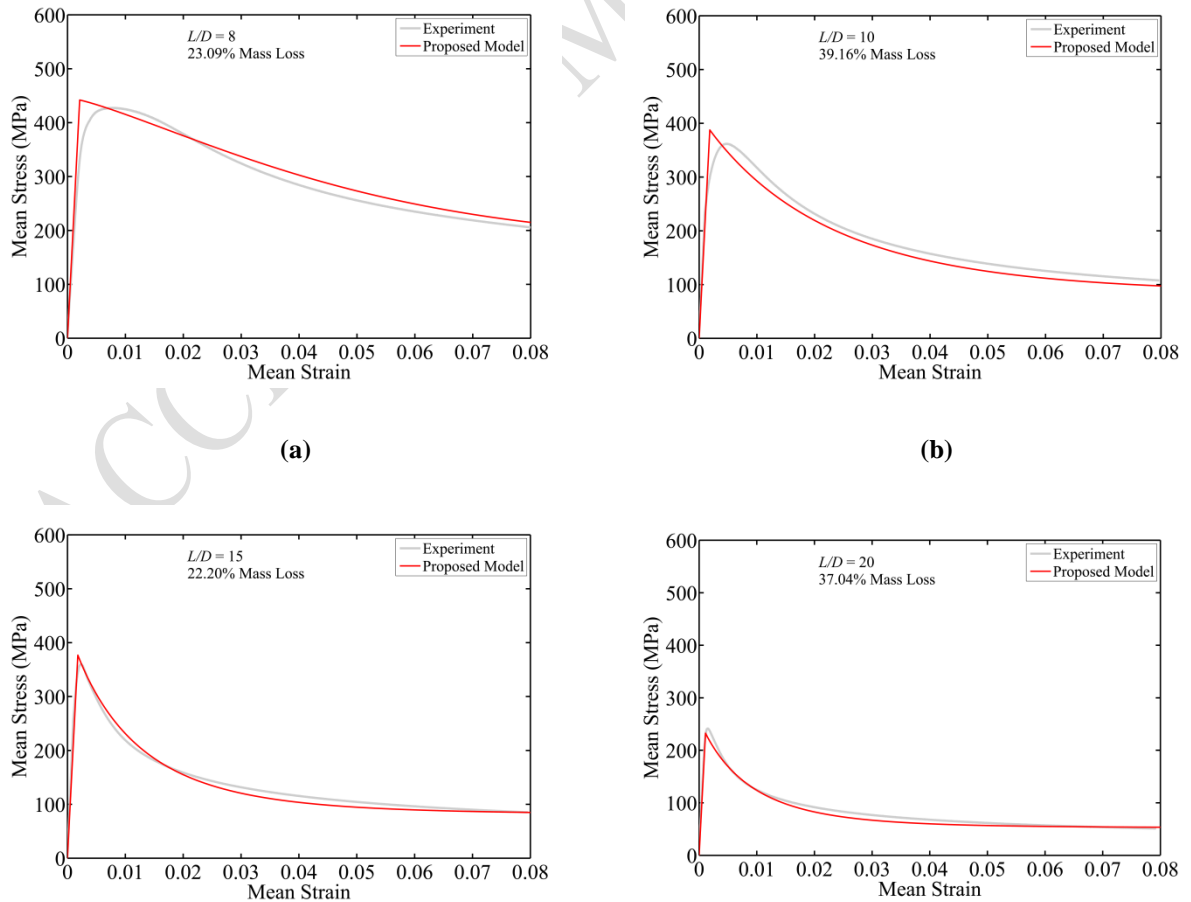 600
500
400
300
200
100
0
Mean Stress (MPa)
L/D = 8
23.09% Mass Loss
Experiment
Proposed Model
0 0.01 0.02 0.03 0.04 0.05 0.06 0.07 0.08
Mean Strain
(a)
600
500
400
300
200
100
0
Mean Stress (MPa)
L/D = 10
39.16% Mass Loss
Experiment
Proposed Model
0 0.01 0.02 0.03 0.04 0.05 0.06 0.07 0.08
Mean Strain
(b)
600
500
400
300
200
100
0
Mean Stress (MPa)
L/D = 15
22.20% Mass Loss
Experiment
Proposed Model
0 0.01 0.02 0.03 0.04 0.05 0.06 0.07 0.08
Mean Strain
600
500
400
300
200
100
0
Mean Stress (MPa)
L/D = 20
37.04% Mass Loss
Experiment
Proposed Model
0 0.01 0.02 0.03 0.04 0.05 0.06 0.07 0.08
Mean Strain